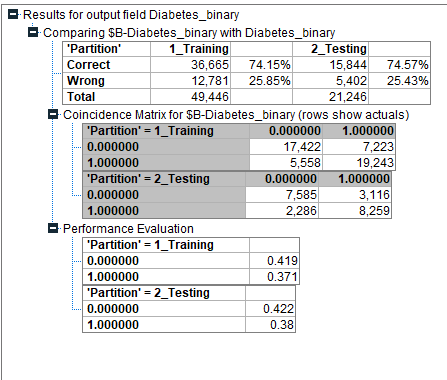 Results for output field Diabetes_binary
Comparing $B-Diabetes_binary with Diabetes_binary
'Partition' 1_Training 2_Testing
Correct 36,665 74.15% 15,844 74.57%
Wrong 12,781 25.85% 5,402 25.43%
Total 49,446 21,246
Coincidence Matrix for $B-Diabetes_binary (rows show actuals)
'Partition' = 1_Training 0.000000 1.000000
0.000000 17,422 7,223
1.000000 5,558 19,243
'Partition' = 2_Testing 0.000000 1.000000
0.000000 7,585 3,116
1.000000 2,286 8,259
Performance Evaluation
'Partition' = 1_Training
0.000000 0.419
1.000000 0.371
'Partition' = 2_Testing
0.000000 0.422
1.000000 0.38